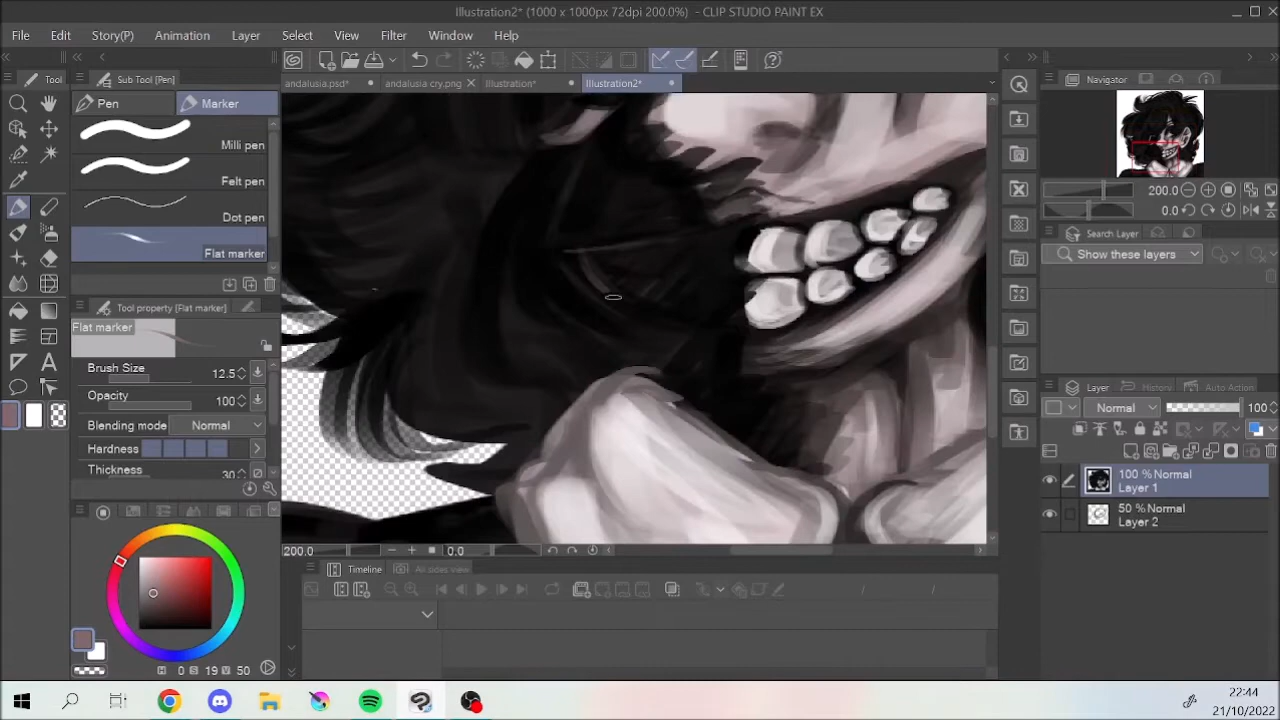 Illustration2* (1000 x 1000px 72dpi 200.0%) - CLIP STUDIO PAINT EX
File Edit Story(P) Animation Layer Select View Filter Window Help
Tool
Sub Tool [Pen]
andalusia.psd*
andalusia cry.png
Illustration*
Illustration2*
Navigator
Pen
Marker
Milli pen
Felt pen
Dot pen
Flat marker
200.0
0.0
Search Layer
Show these layers
Tool property [Flat marker]
Flat marker
Brush Size 12.5
Opacity 100
Blending mode Normal
Hardness
Thickness 30
Layer
History
Auto Action
Normal
100
100 % Normal
Layer 1
50 % Normal
Layer 2
200.0
0.0
Timeline
All sides view
H 0 S 19 V 50
22:44
21/10/2022